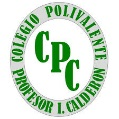 COLEGIO POLIVALENTE
CPC
PROFESOR I. CALDERON